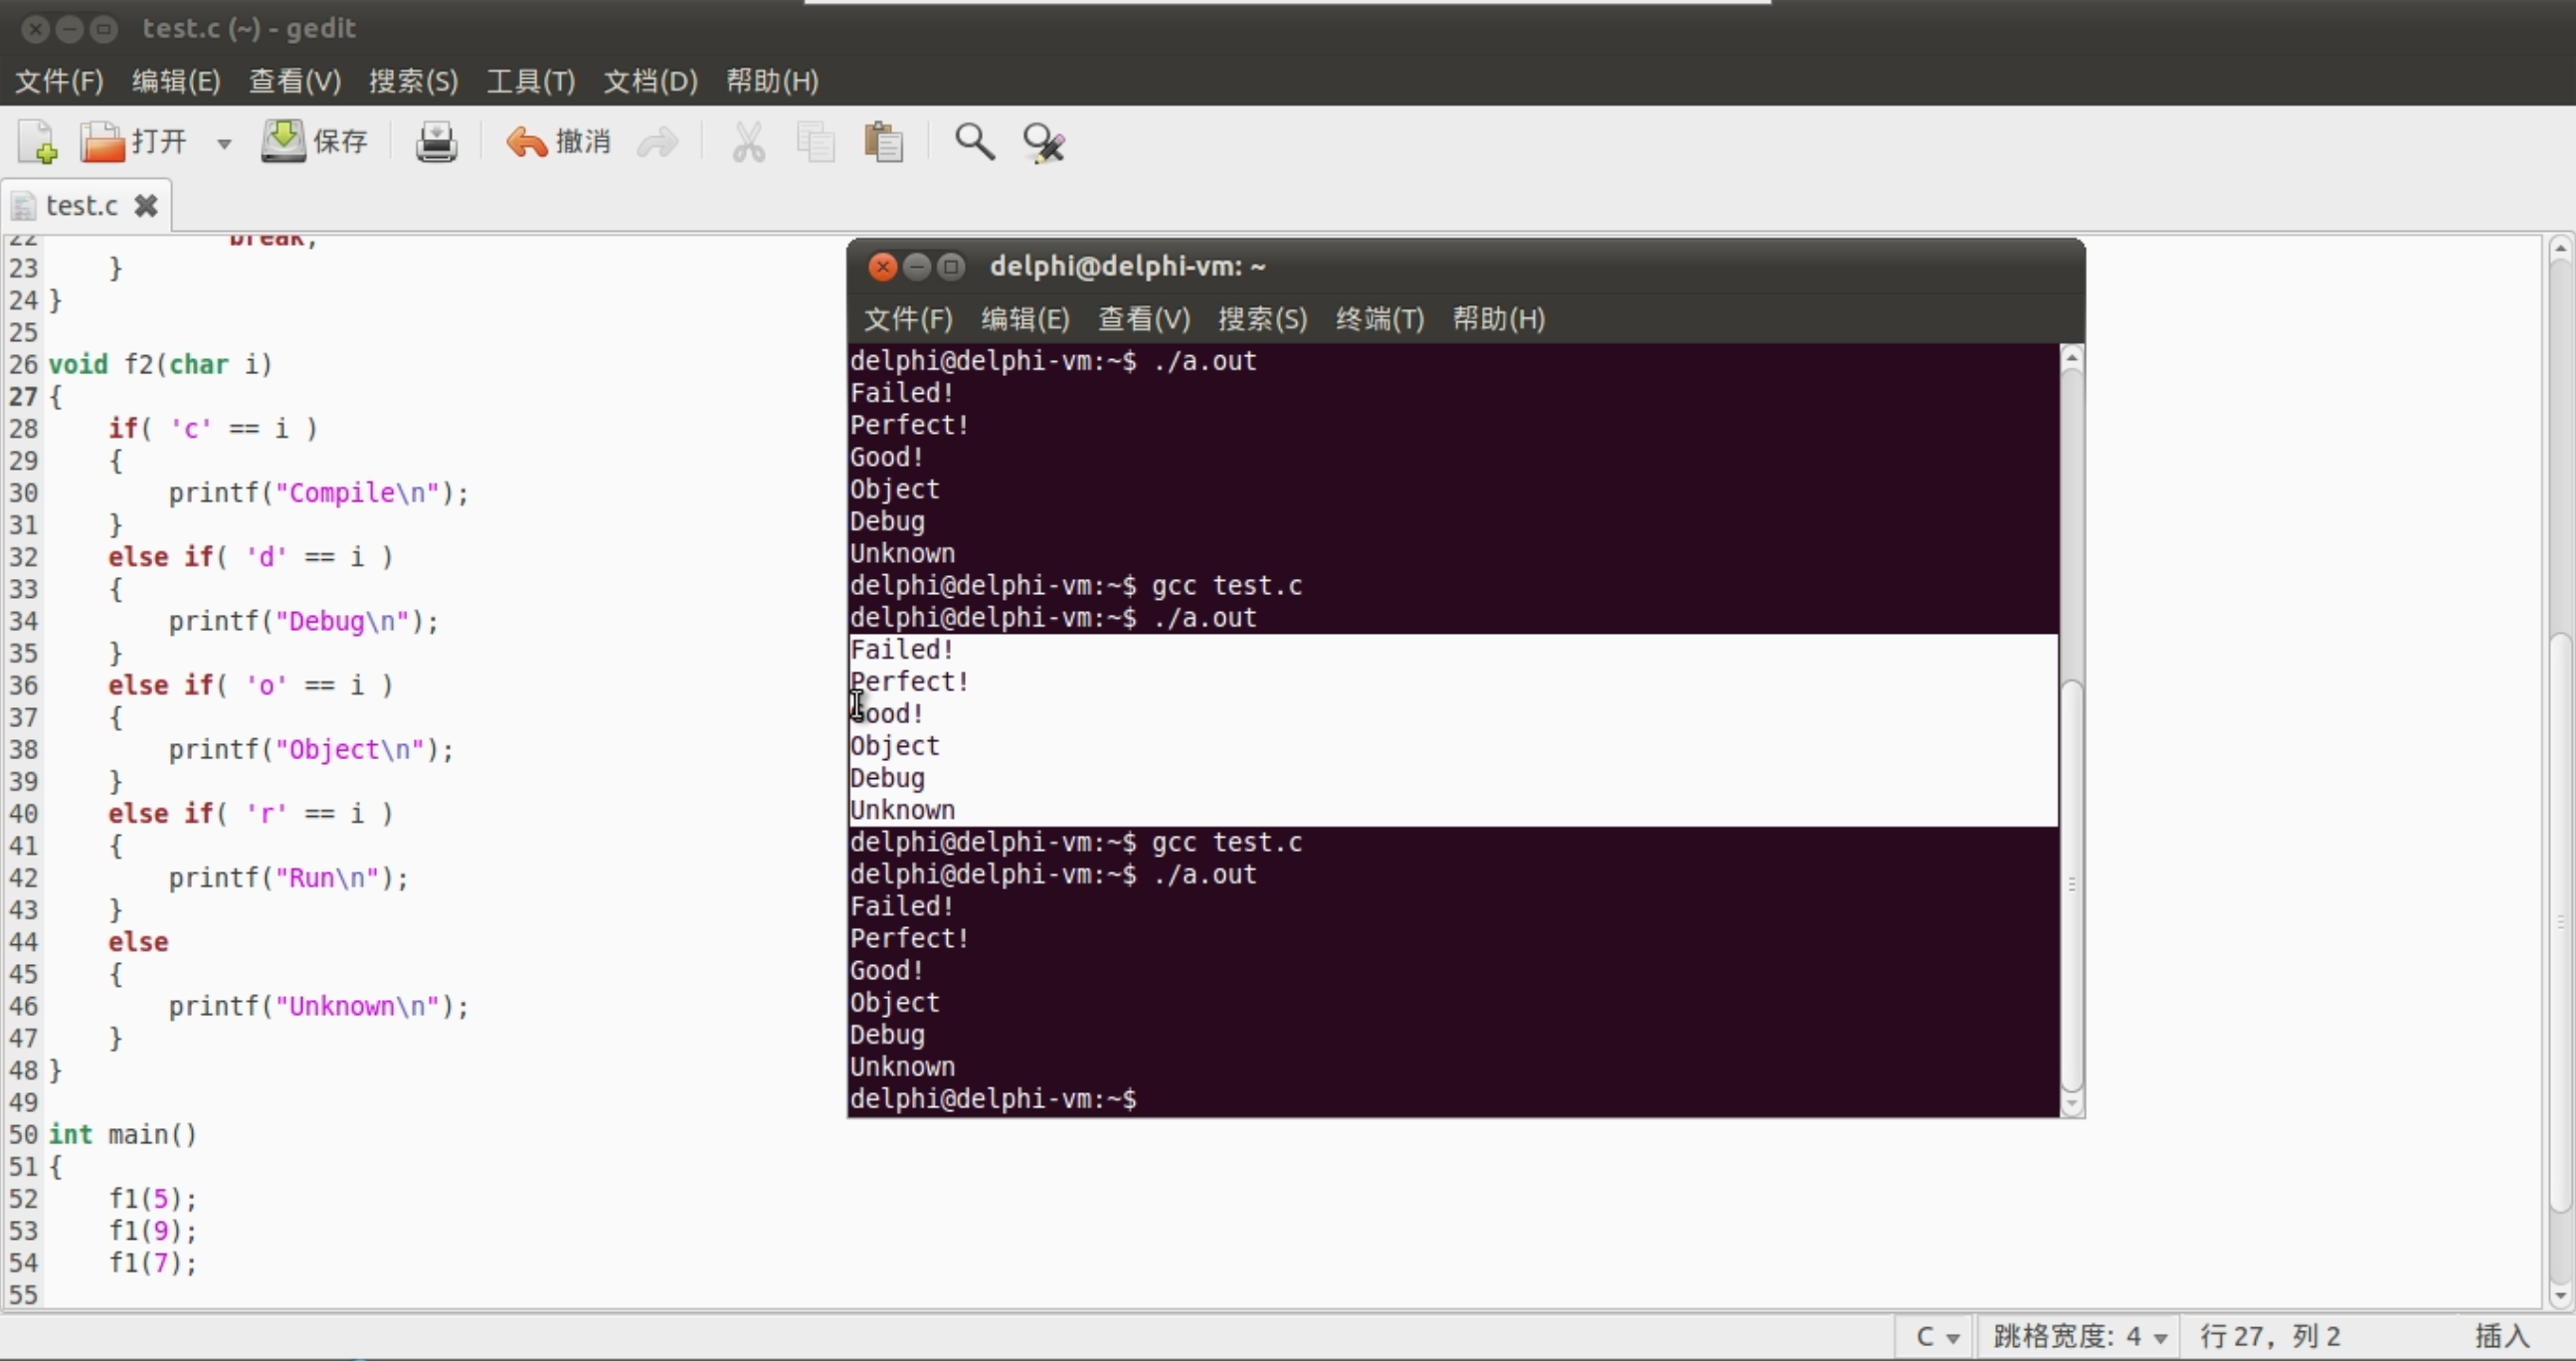 test.c (~) - gedit
文件(F) 编辑(E) 查看(V) 搜索(S) 工具(T) 文档(D) 帮助(H)
打开 保存 撤消
test.c
22             break;
23     }
24 }
25
26 void f2(char i)
27 {
28     if( 'c' == i )
29     {
30         printf("Compile\n");
31     }
32     else if( 'd' == i )
33     {
34         printf("Debug\n");
35     }
36     else if( 'o' == i )
37     {
38         printf("Object\n");
39     }
40     else if( 'r' == i )
41     {
42         printf("Run\n");
43     }
44     else
45     {
46         printf("Unknown\n");
47     }
48 }
49
50 int main()
51 {
52     f1(5);
53     f1(9);
54     f1(7);
55
delphi@delphi-vm: ~
文件(F) 编辑(E) 查看(V) 搜索(S) 终端(T) 帮助(H)
delphi@delphi-vm:~$ ./a.out
Failed!
Perfect!
Good!
Object
Debug
Unknown
delphi@delphi-vm:~$ gcc test.c
delphi@delphi-vm:~$ ./a.out
Failed!
Perfect!
Good!
Object
Debug
Unknown
delphi@delphi-vm:~$ gcc test.c
delphi@delphi-vm:~$ ./a.out
Failed!
Perfect!
Good!
Object
Debug
Unknown
delphi@delphi-vm:~$
C 跳格宽度: 4 行 27，列 2 插入